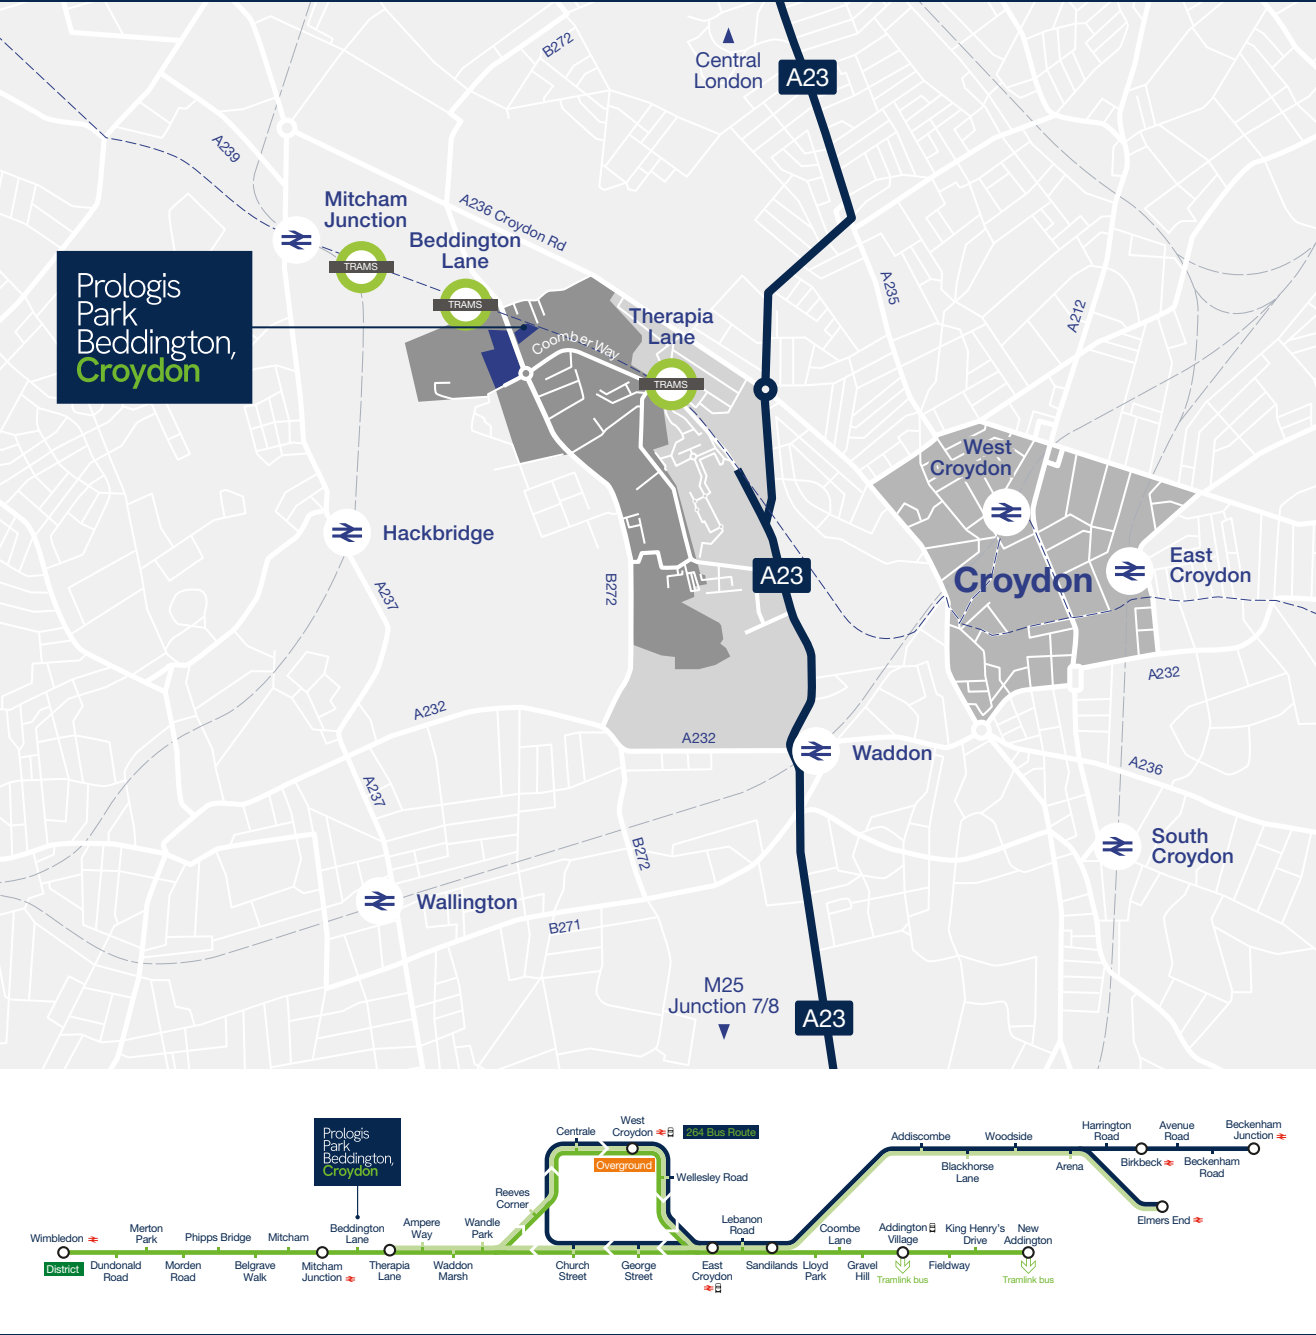 B272
Central
London
A23
A239
Mitcham
Junction
TRAMS
A236 Croydon Rd
Beddington
Lane
TRAMS
Prologis
Park
Beddington,
Croydon
Coomber Way
Therapia
Lane
TRAMS
A235
A212
West
Croydon
Hackbridge
East
Croydon
Croydon
A23
B272
A237
A232
A232
A232
Waddon
A236
A237
South
Croydon
B272
Wallington
B271
M25
Junction 7/8
A23
Prologis
Park
Beddington,
Croydon
Centrale
West
Croydon
264 Bus Route
Overground
Wellesley Road
Reeves
Corner
Addiscombe
Woodside
Harrington
Road
Avenue
Road
Beckenham
Junction
Blackhorse
Lane
Arena
Birkbeck
Beckenham
Road
Elmers End
Wimbledon
Merton
Park
Phipps Bridge
Mitcham
Beddington
Lane
Ampere
Way
Wandle
Park
Lebanon
Road
Coombe
Lane
Addington
Village
King Henry's
Drive
New
Addington
District
Dundonald
Road
Morden
Road
Belgrave
Walk
Mitcham
Junction
Therapia
Lane
Waddon
Marsh
Church
Street
George
Street
East
Croydon
Sandilands
Lloyd
Park
Gravel
Hill
Tramlink bus
Fieldway
Tramlink bus